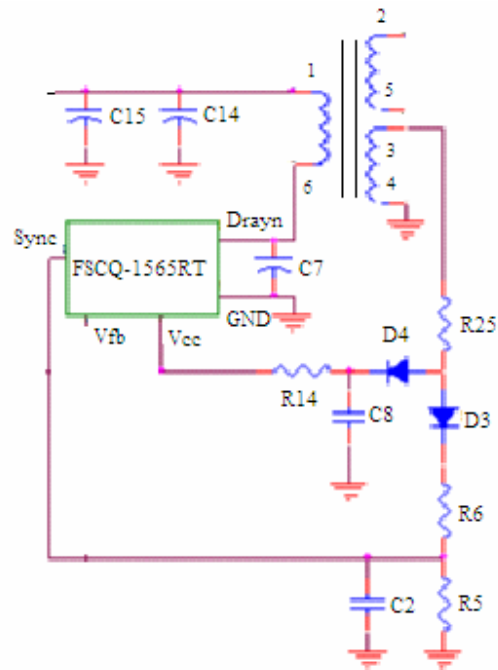 2
1
5
C15
C14
3
4
6
Drayn
Sync
FSCQ-1565RT
C7
GND
R25
Vfb
Vcc
D4
R14
C8
D3
R6
C2
R5